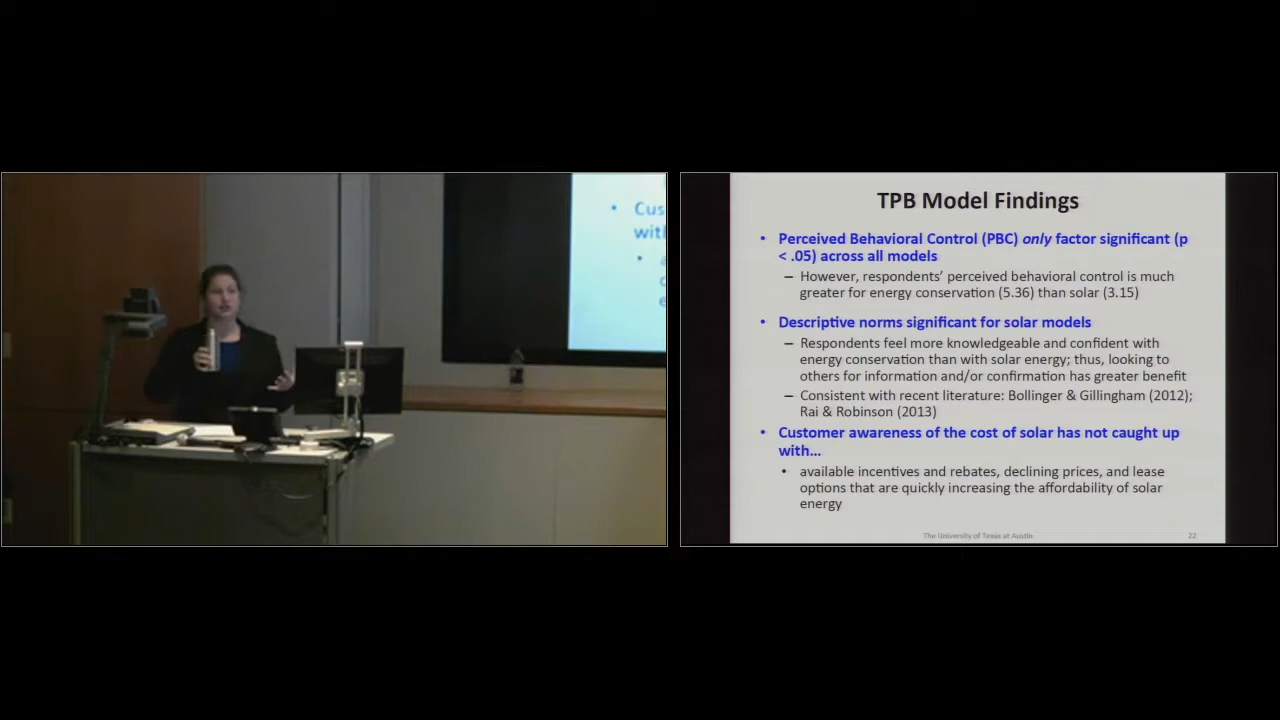 Cus
with
TPB Model Findings
• Perceived Behavioral Control (PBC) only factor significant (p
< .05) across all models
– However, respondents' perceived behavioral control is much
greater for energy conservation (5.36) than solar (3.15)
• Descriptive norms significant for solar models
– Respondents feel more knowledgeable and confident with
energy conservation than with solar energy; thus, looking to
others for information and/or confirmation has greater benefit
– Consistent with recent literature: Bollinger & Gillingham (2012);
Rai & Robinson (2013)
• Customer awareness of the cost of solar has not caught up
with…
• available incentives and rebates, declining prices, and lease
options that are quickly increasing the affordability of solar
energy
The University of Texas at Austin
22